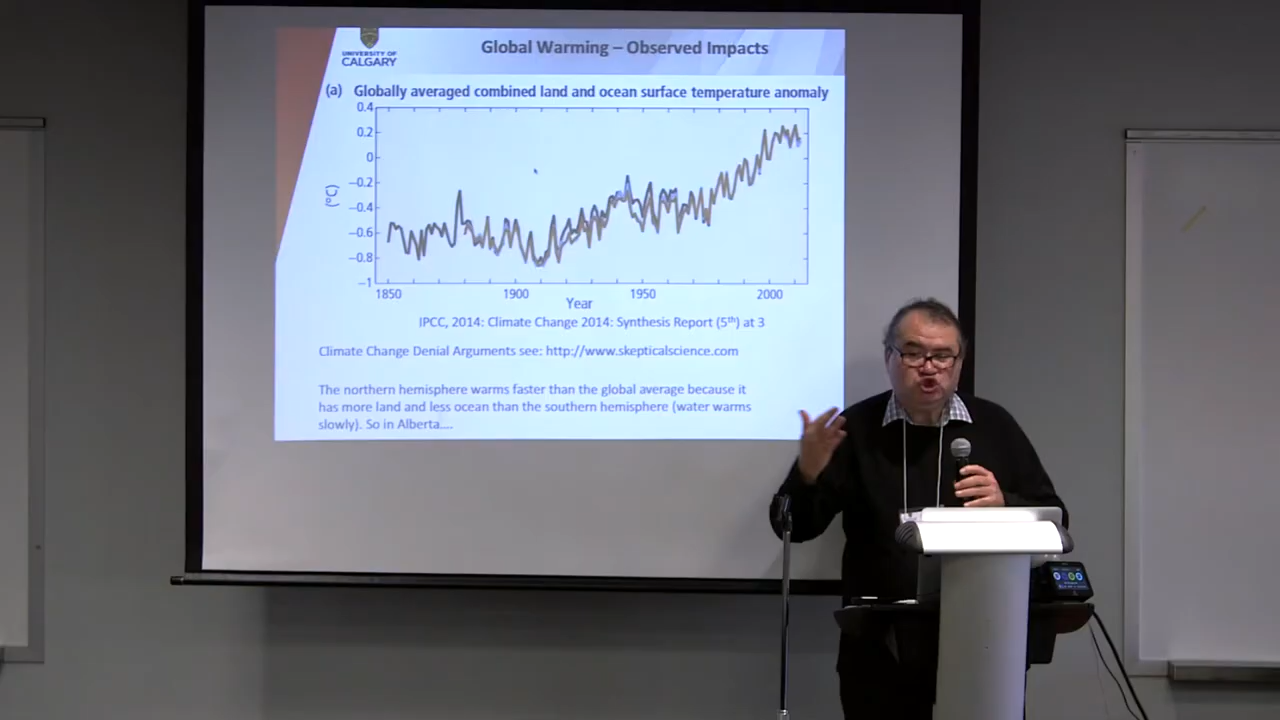 UNIVERSITY OF
CALGARY
Global Warming – Observed Impacts
(a) Globally averaged combined land and ocean surface temperature anomaly
0.4
0.2
0
−0.2
−0.4
−0.6
−0.8
−1
(°C)
1850 1900 1950 2000
Year
IPCC, 2014: Climate Change 2014: Synthesis Report (5th) at 3
Climate Change Denial Arguments see: http://www.skepticalscience.com
The northern hemisphere warms faster than the global average because it
has more land and less ocean than the southern hemisphere (water warms
slowly). So in Alberta....